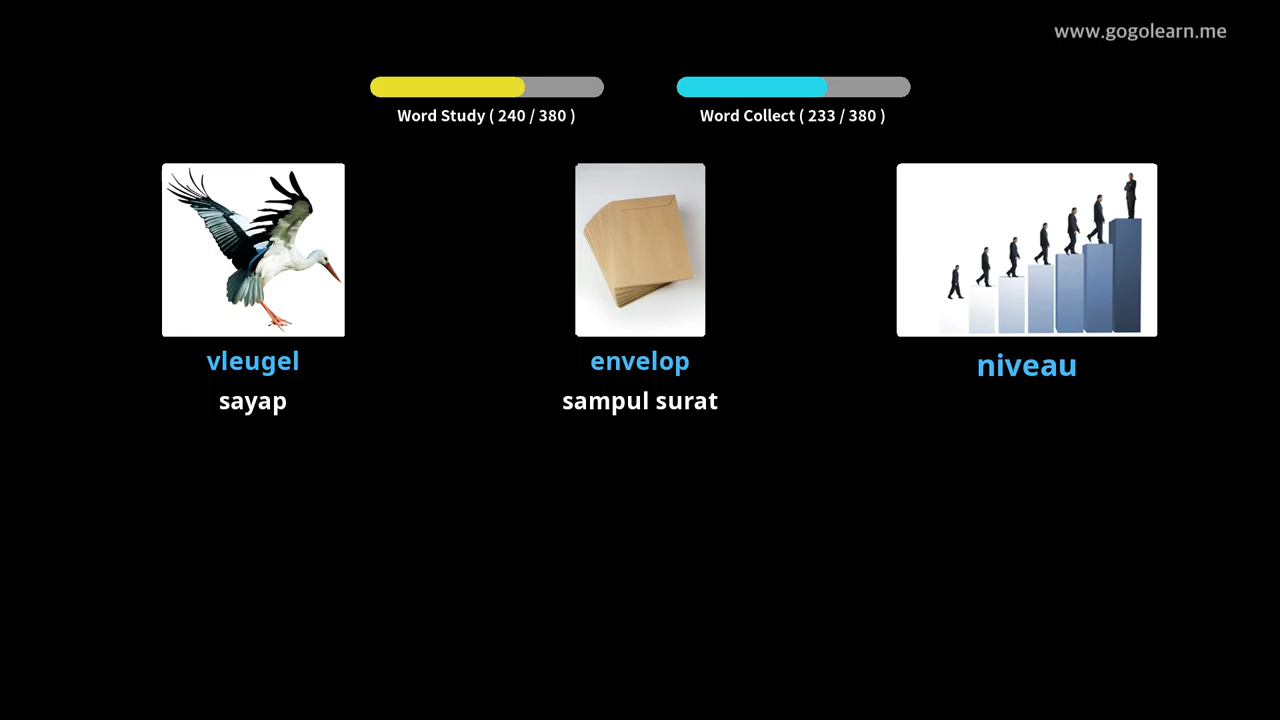 www.gogolearn.me
Word Study ( 240 / 380 )
Word Collect ( 233 / 380 )
vleugel
sayap
envelop
sampul surat
niveau